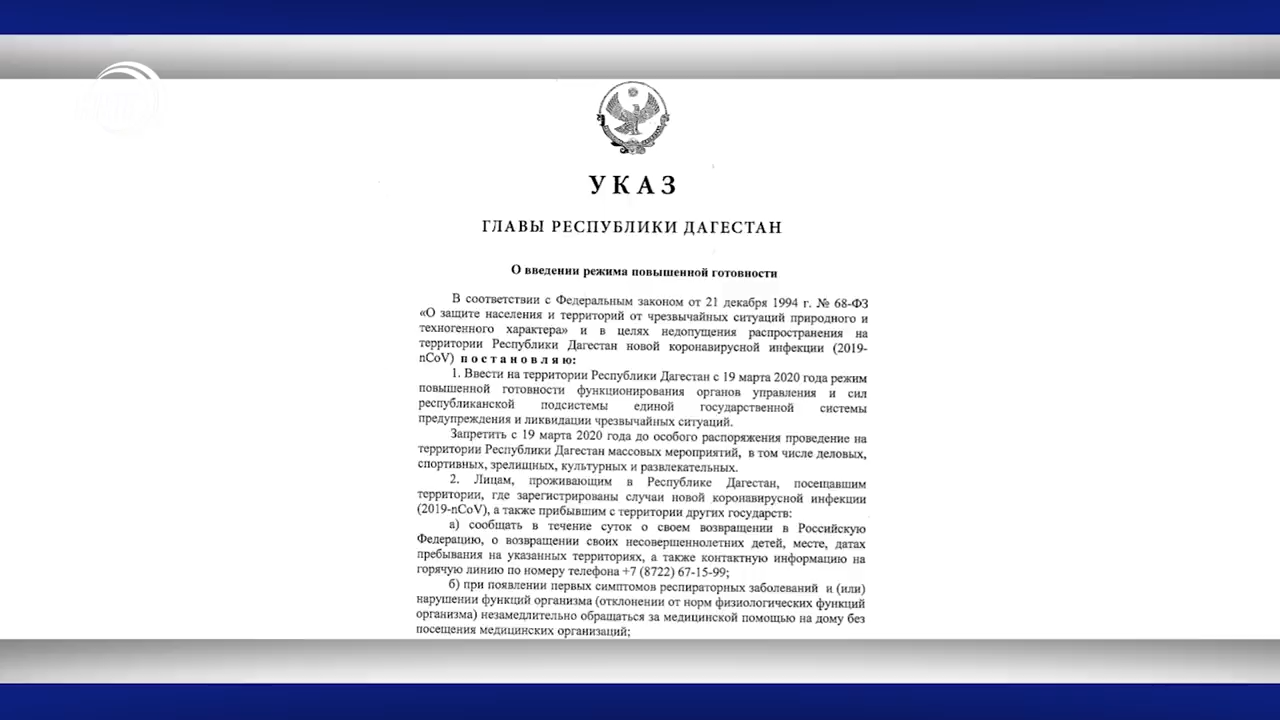 УКАЗ
ГЛАВЫ РЕСПУБЛИКИ ДАГЕСТАН
О введении режима повышенной готовности
В соответствии с Федеральным законом от 21 декабря 1994 г. № 68-ФЗ
«О защите населения и территорий от чрезвычайных ситуаций природного и
техногенного характера» и в целях недопущения распространения на
территории Республики Дагестан новой коронавирусной инфекции (2019-
nCoV) постановляю:
1. Ввести на территории Республики Дагестан с 19 марта 2020 года режим
повышенной готовности функционирования органов управления и сил
республиканской подсистемы единой государственной системы
предупреждения и ликвидации чрезвычайных ситуаций.
Запретить с 19 марта 2020 года до особого распоряжения проведение на
территории Республики Дагестан массовых мероприятий, в том числе деловых,
спортивных, зрелищных, культурных и развлекательных.
2. Лицам, проживающим в Республике Дагестан, посещавшим
территории, где зарегистрированы случаи новой коронавирусной инфекции
(2019-nCoV), а также прибывшим с территории других государств:
а) сообщать в течение суток о своем возвращении в Российскую
Федерацию, о возвращении своих несовершеннолетних детей, месте, датах
пребывания на указанных территориях, а также контактную информацию на
горячую линию по номеру телефона +7 (8722) 67-15-99;
б) при появлении первых симптомов респираторных заболеваний и (или)
нарушении функций организма (отклонении от норм физиологических функций
организма) незамедлительно обращаться за медицинской помощью на дому без
посещения медицинских организаций;